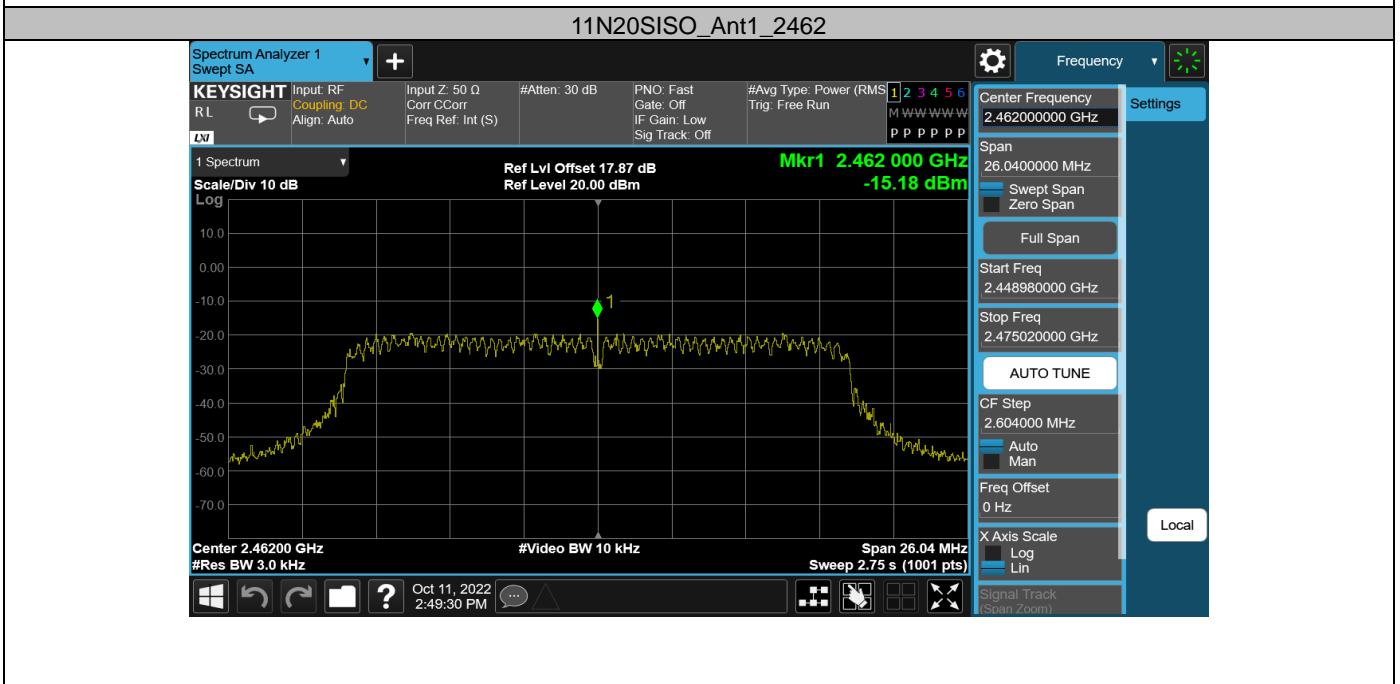 11N20SISO_Ant1_2462
Spectrum Analyzer 1
Swept SA
Frequency
KEYSIGHT
RL
LXI
Input: RF
Coupling: DC
Align: Auto
Input Z: 50 Ω
Corr CCorr
Freq Ref: Int (S)
#Atten: 30 dB
PNO: Fast
Gate: Off
IF Gain: Low
Sig Track: Off
#Avg Type: Power (RMS
Trig: Free Run
1 2 3 4 5 6
M W W W W W
P P P P P P
1 Spectrum
Scale/Div 10 dB
Ref Lvl Offset 17.87 dB
Ref Level 20.00 dBm
Mkr1 2.462 000 GHz
-15.18 dBm
Log
10.0
0.00
-10.0
-20.0
-30.0
-40.0
-50.0
-60.0
-70.0
1
Center 2.46200 GHz
#Res BW 3.0 kHz
#Video BW 10 kHz
Span 26.04 MHz
Sweep 2.75 s (1001 pts)
Center Frequency
2.462000000 GHz
Settings
Span
26.0400000 MHz
Swept Span
Zero Span
Full Span
Start Freq
2.448980000 GHz
Stop Freq
2.475020000 GHz
AUTO TUNE
CF Step
2.604000 MHz
Auto
Man
Freq Offset
0 Hz
X Axis Scale
Log
Lin
Local
Signal Track
(Span Zoom)
?
Oct 11, 2022
2:49:30 PM